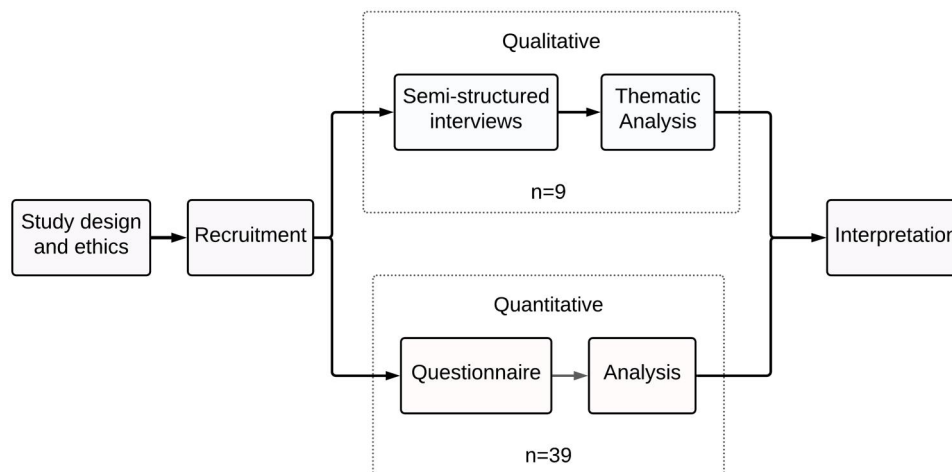 Qualitative
Semi-structured
interviews
Thematic
Analysis
n=9
Study design
and ethics
Recruitment
Interpretation
Quantitative
Questionnaire
Analysis
n=39